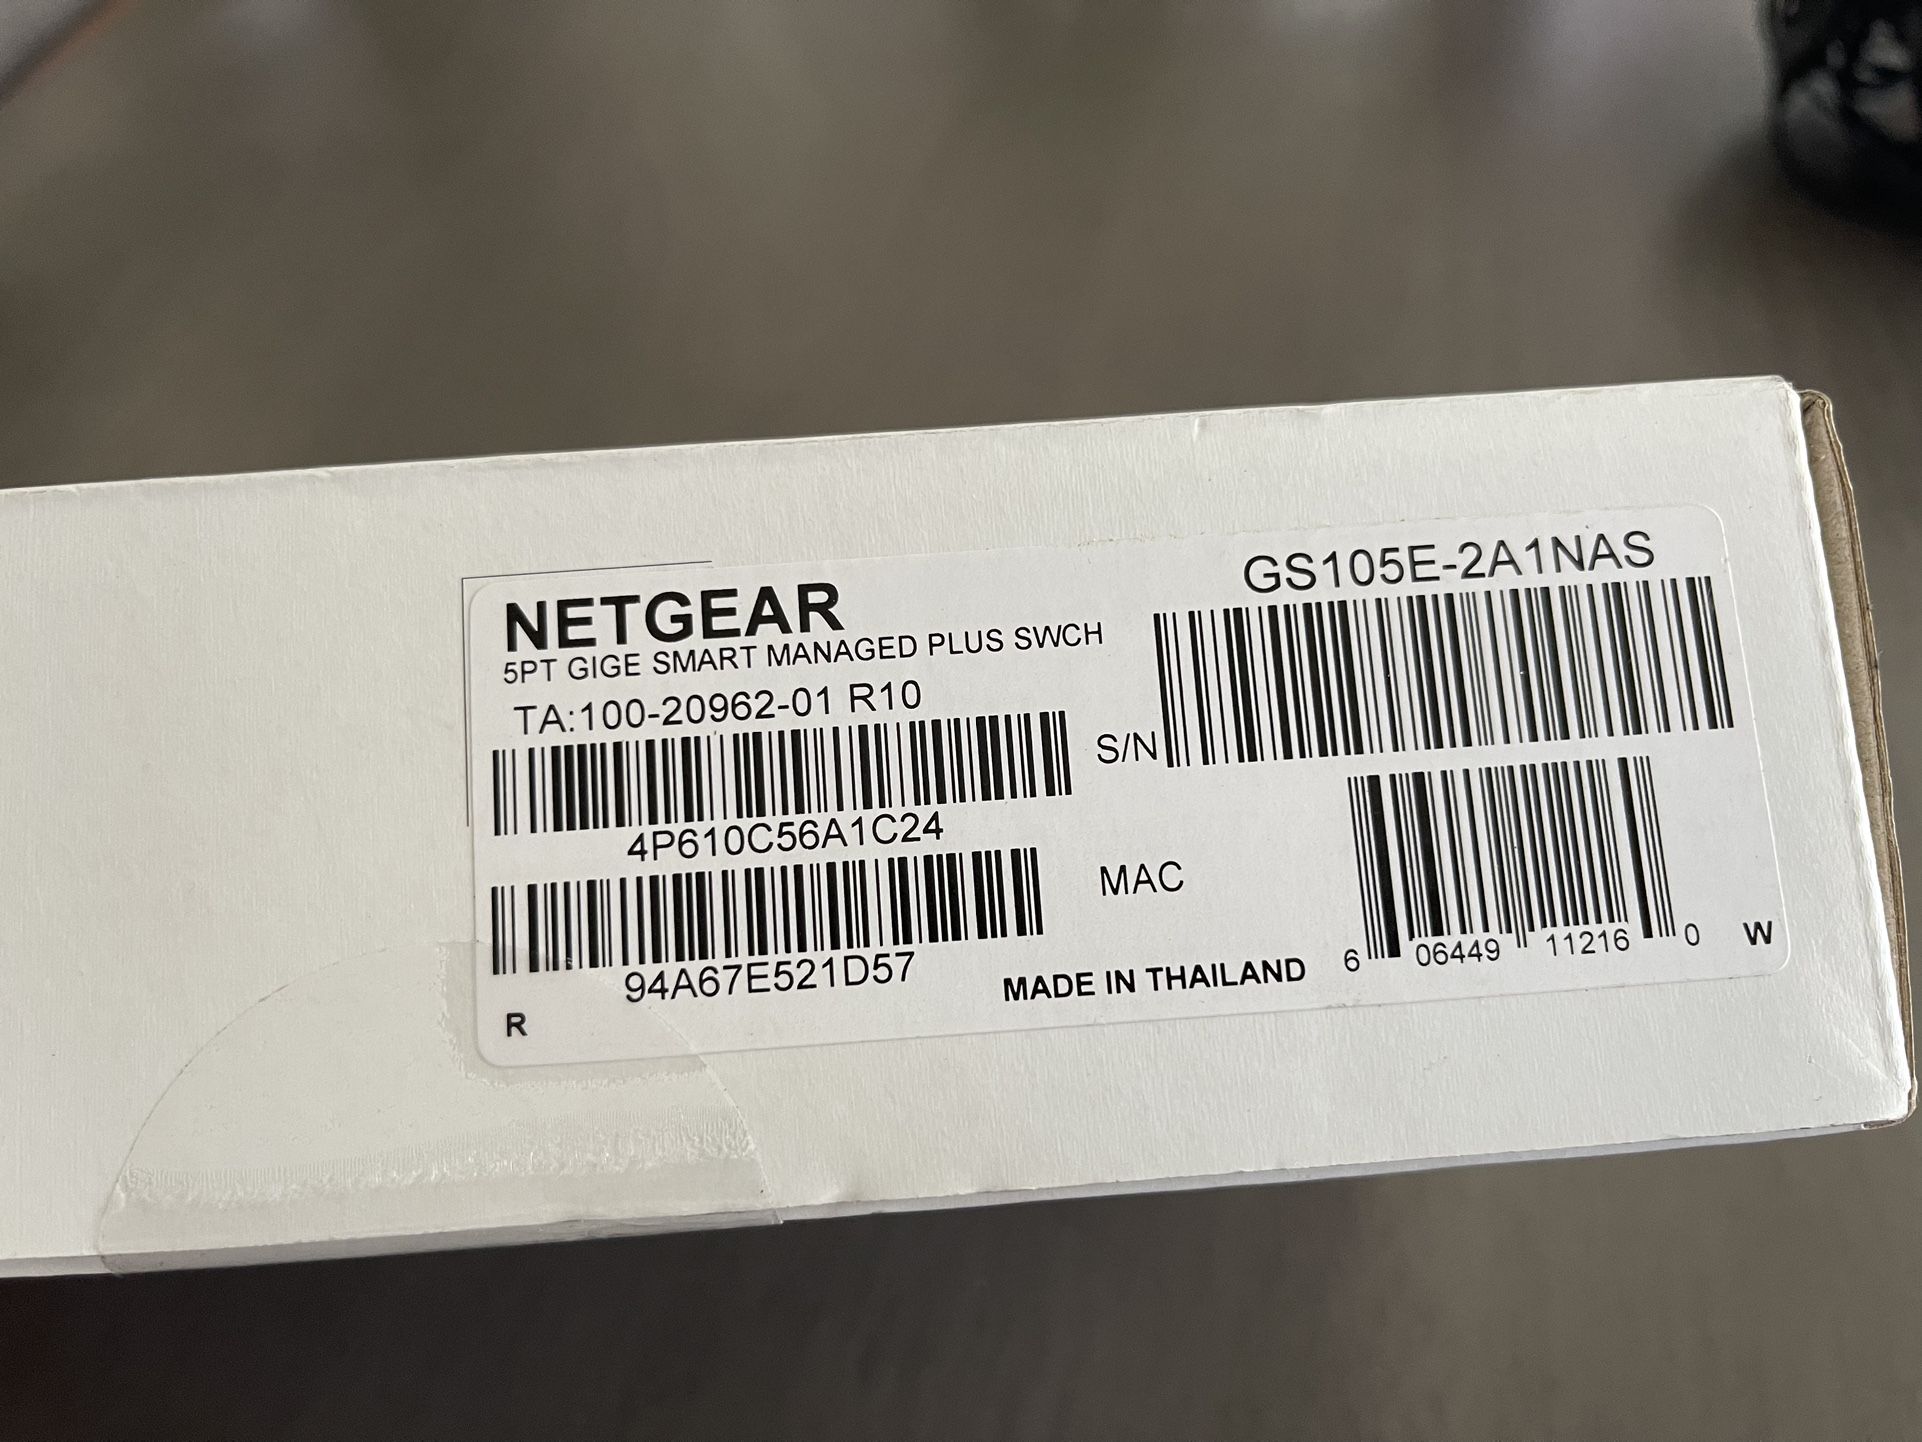 NETGEAR
5PT GIGE SMART MANAGED PLUS SWCH
TA:100-20962-01 R10
4P610C56A1C24
94A67E521D57
R
GS105E-2A1NAS
S/N
MAC
MADE IN THAILAND
6 06449 11216 0
W